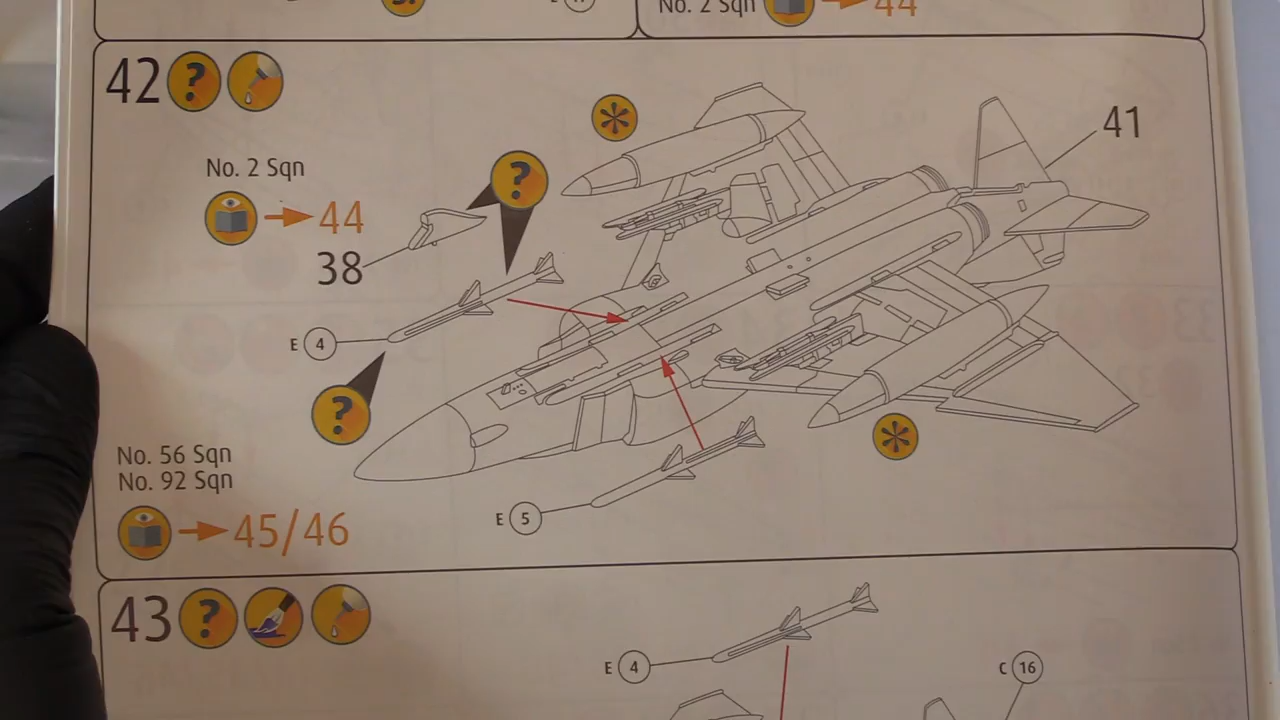 No. 2 Sqn
44
42 ? *
41
No. 2 Sqn
44
?
38
E 4
?
*
No. 56 Sqn
No. 92 Sqn
45/46
E 5
43 ?
E 4
C 16